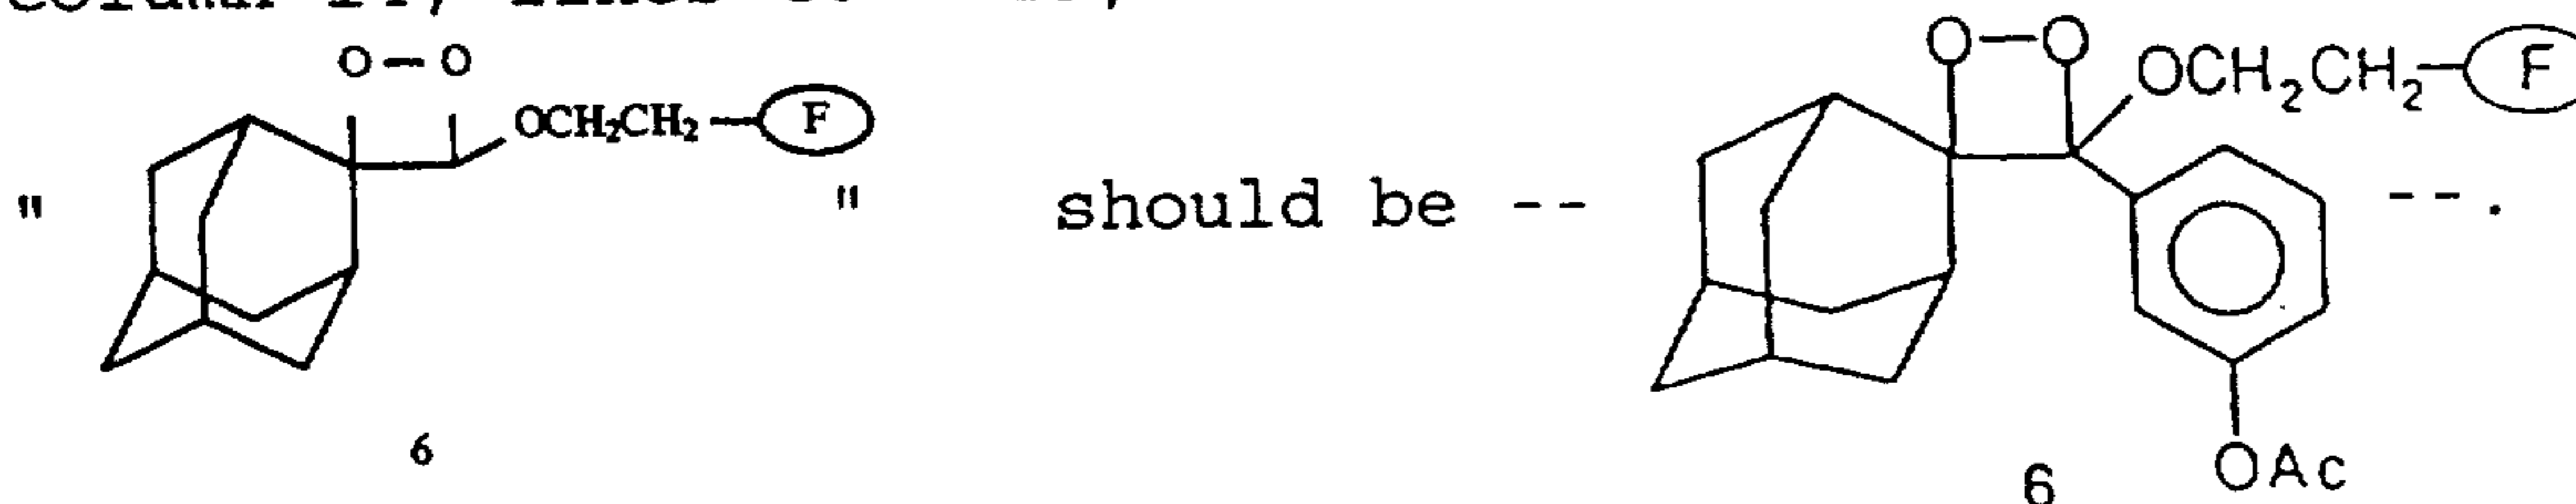 O—O
OCH₂CH₂—F
" " should be -- --.
6
O—O
OCH₂CH₂—F
OAc
6